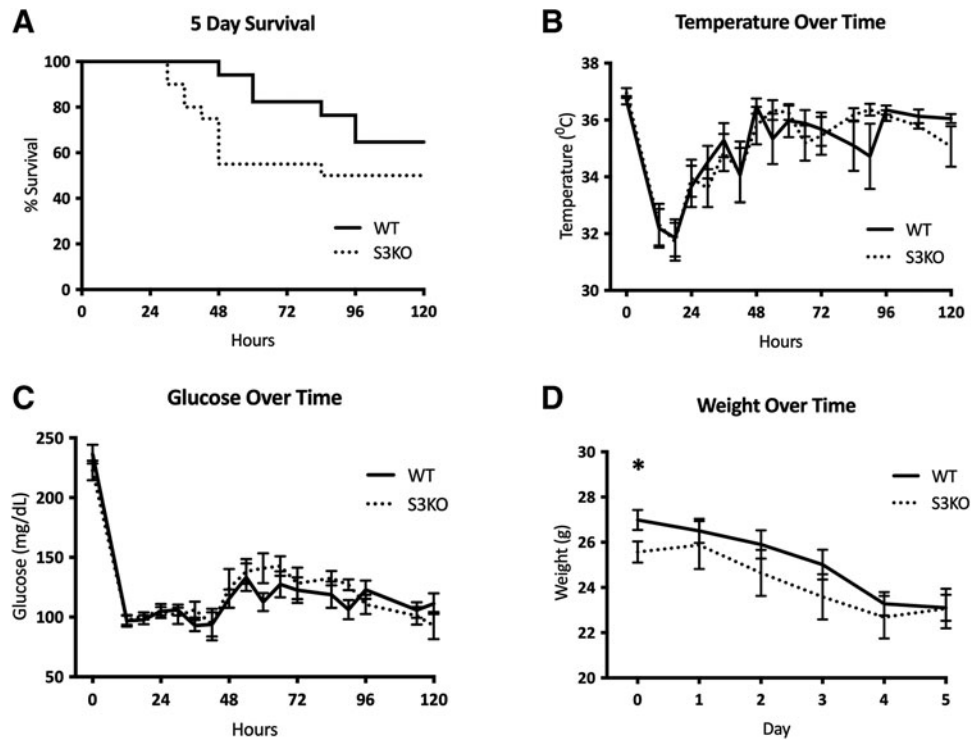 A
5 Day Survival
% Survival
100
80
60
40
20
0
WT
S3KO
0 24 48 72 96 120
Hours
B
Temperature Over Time
Temperature (⁰C)
38
36
34
32
30
WT
S3KO
0 24 48 72 96 120
Hours
C
Glucose Over Time
Glucose (mg/dL)
250
200
150
100
50
WT
S3KO
0 24 48 72 96 120
Hours
D
Weight Over Time
Weight (g)
30
28
26
24
22
20
*
WT
S3KO
0 1 2 3 4 5
Day